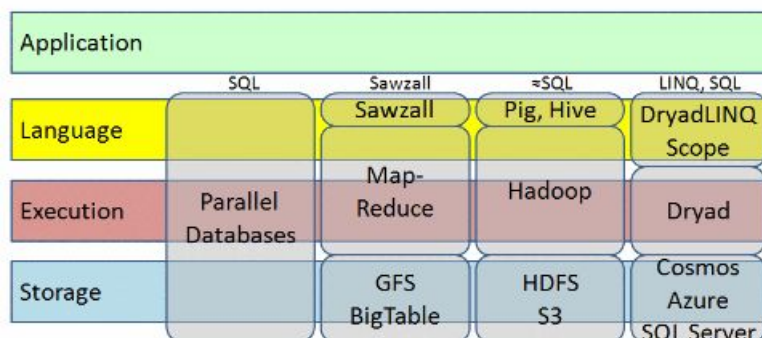 Application
SQL
Sawzall
≈SQL
LINQ, SQL
Language
Sawzall
Pig, Hive
DryadLINQ
Scope
Execution
Parallel
Databases
Map-
Reduce
Hadoop
Dryad
Storage
GFS
BigTable
HDFS
S3
Cosmos
Azure
SQL Server